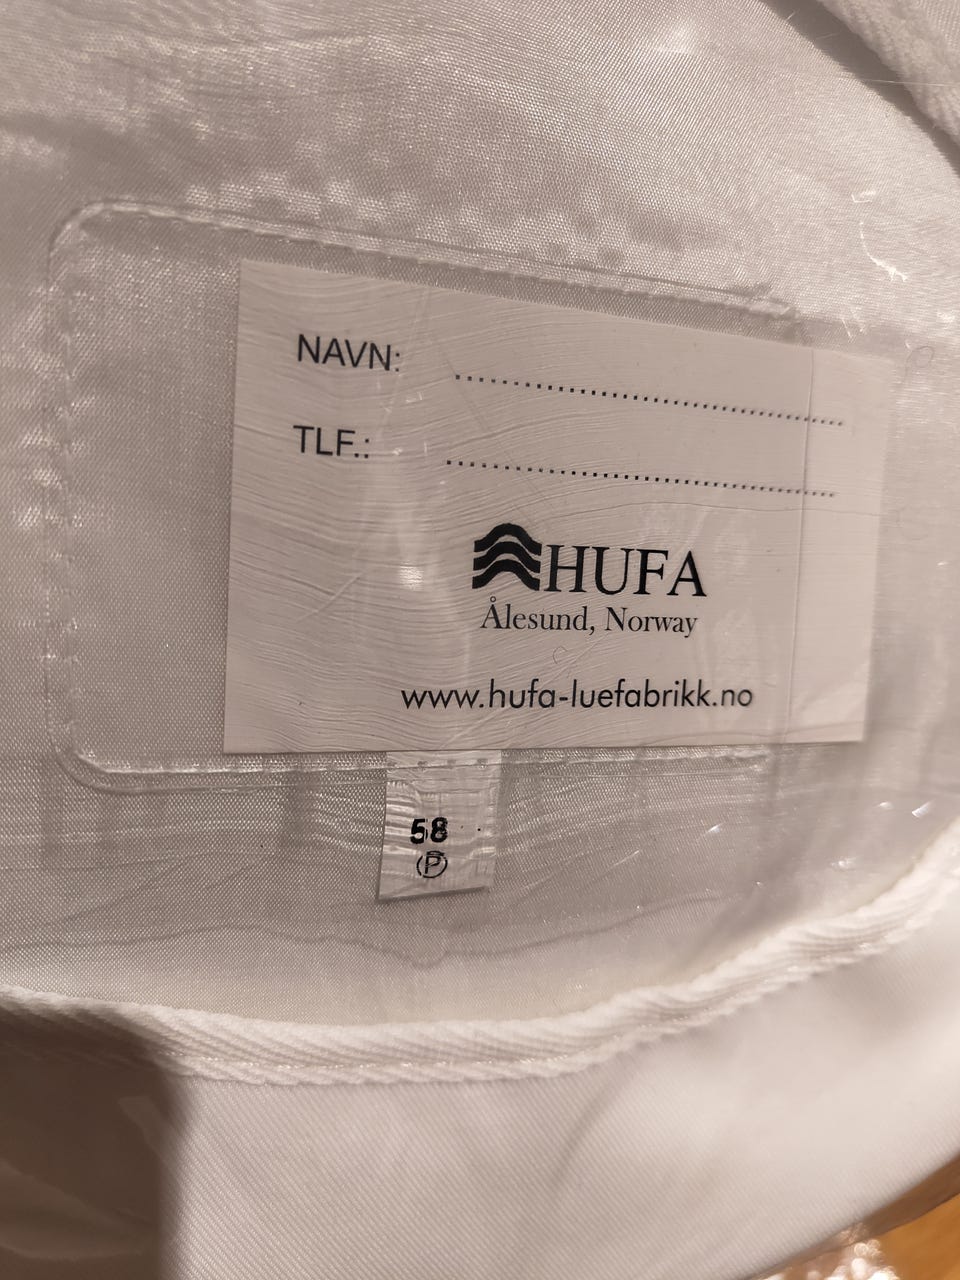 NAVN: ........................................
TLF.: ........................................
HUFA
Ålesund, Norway
www.hufa-luefabrikk.no
58
Ⓟ